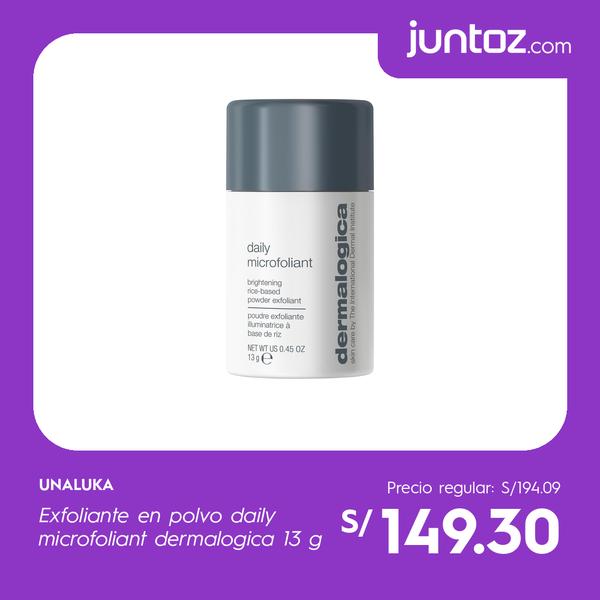 juntoz.com
daily
microfoliant
brightening
rice-based
powder exfoliant
poudre exfoliante
illuminatrice à
base de riz
NET WT US 0.45 OZ
13 g e
dermalogica
skin care by The International Dermal Institute
UNALUKA
Exfoliante en polvo daily
microfoliant dermalogica 13 g
Precio regular: S/194.09
S/149.30